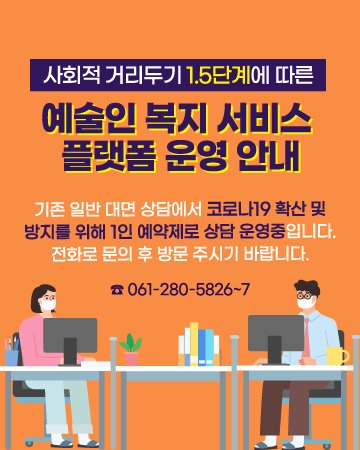 사회적 거리두기 1.5단계에 따른
예술인 복지 서비스
플랫폼 운영 안내
기존 일반 대면 상담에서 코로나19 확산 및
방지를 위해 1인 예약제로 상담 운영중입니다.
전화로 문의 후 방문 주시기 바랍니다.
☎ 061-280-5826~7